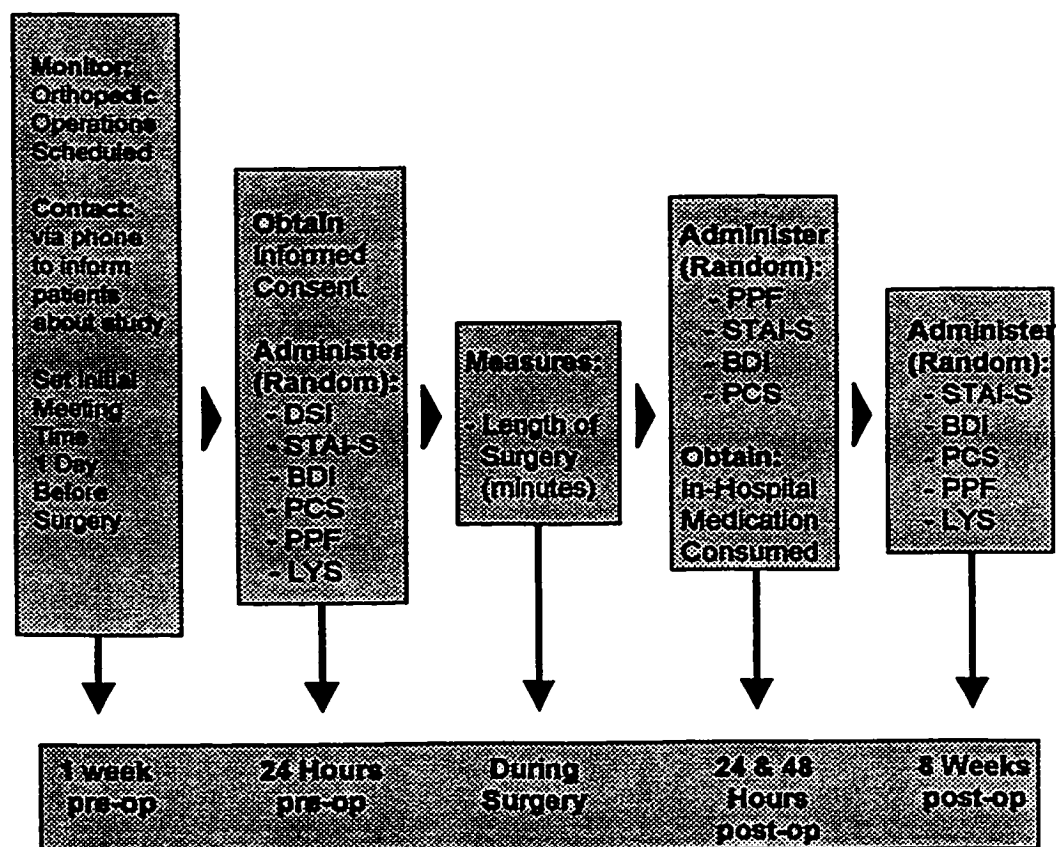 Monitor:
Orthopedic
Operations
Scheduled
Contact:
via phone
to inform
patients
about study
Set Initial
Meeting
Time
1 Day
Before
Surgery
Obtain
Informed
Consent.
Administer
(Random):
- DSI
- STAI-S
- BDI
- PCS
- PPF
- LYS
Measures:
- Length of
Surgery
(minutes)
Administer
(Random):
- PPF
- STAI-S
- BDI
- PCS
Obtain:
In-Hospital
Medication
Consumed
Administer
(Random):
- STAI-S
- BDI
- PCS
- PPF
- LYS
1 week
pre-op
24 Hours
pre-op
During
Surgery
24 & 48
Hours
post-op
8 Weeks
post-op